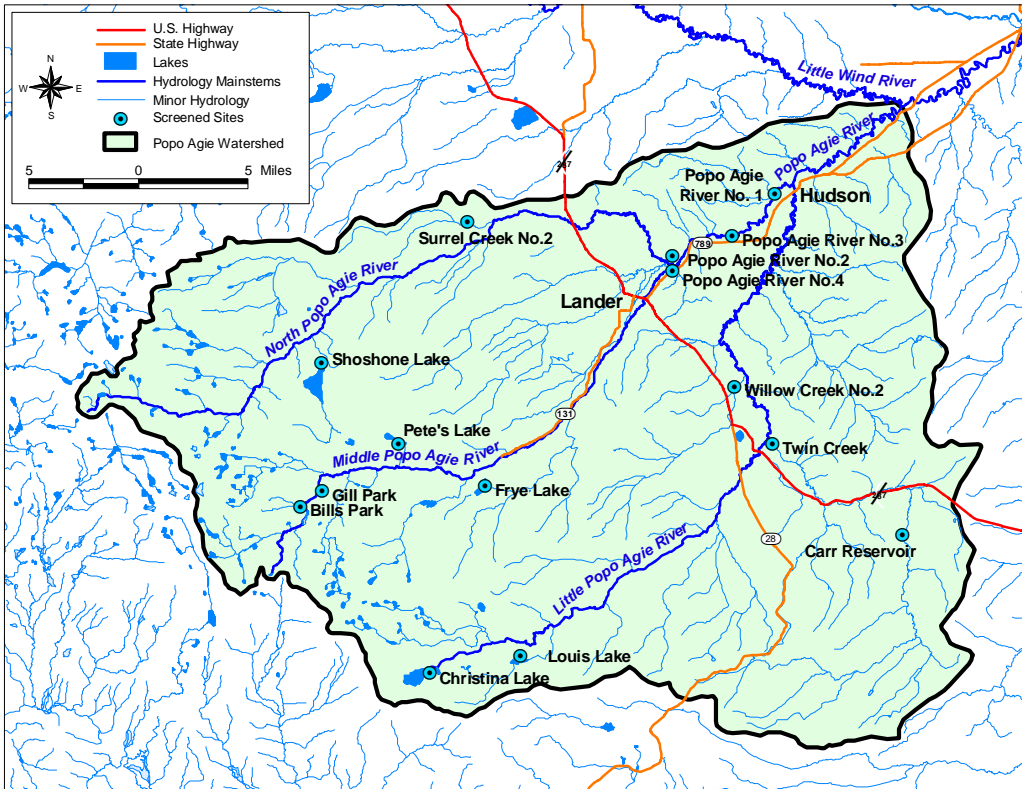 U.S. Highway
State Highway
Lakes
Hydrology Mainstems
Minor Hydrology
Screened Sites
Popo Agie Watershed
N
W
E
S
5
0
5
Miles
287
Little Wind River
Popo Agie River
Popo Agie
River No. 1
Hudson
Surrel Creek No.2
789
Popo Agie River No.3
Popo Agie River No.2
Popo Agie River No.4
North Popo Agie River
Lander
Shoshone Lake
Willow Creek No.2
131
Pete's Lake
Middle Popo Agie River
Twin Creek
Gill Park
Bills Park
Frye Lake
287
28
Carr Reservoir
Little Popo Agie River
Louis Lake
Christina Lake